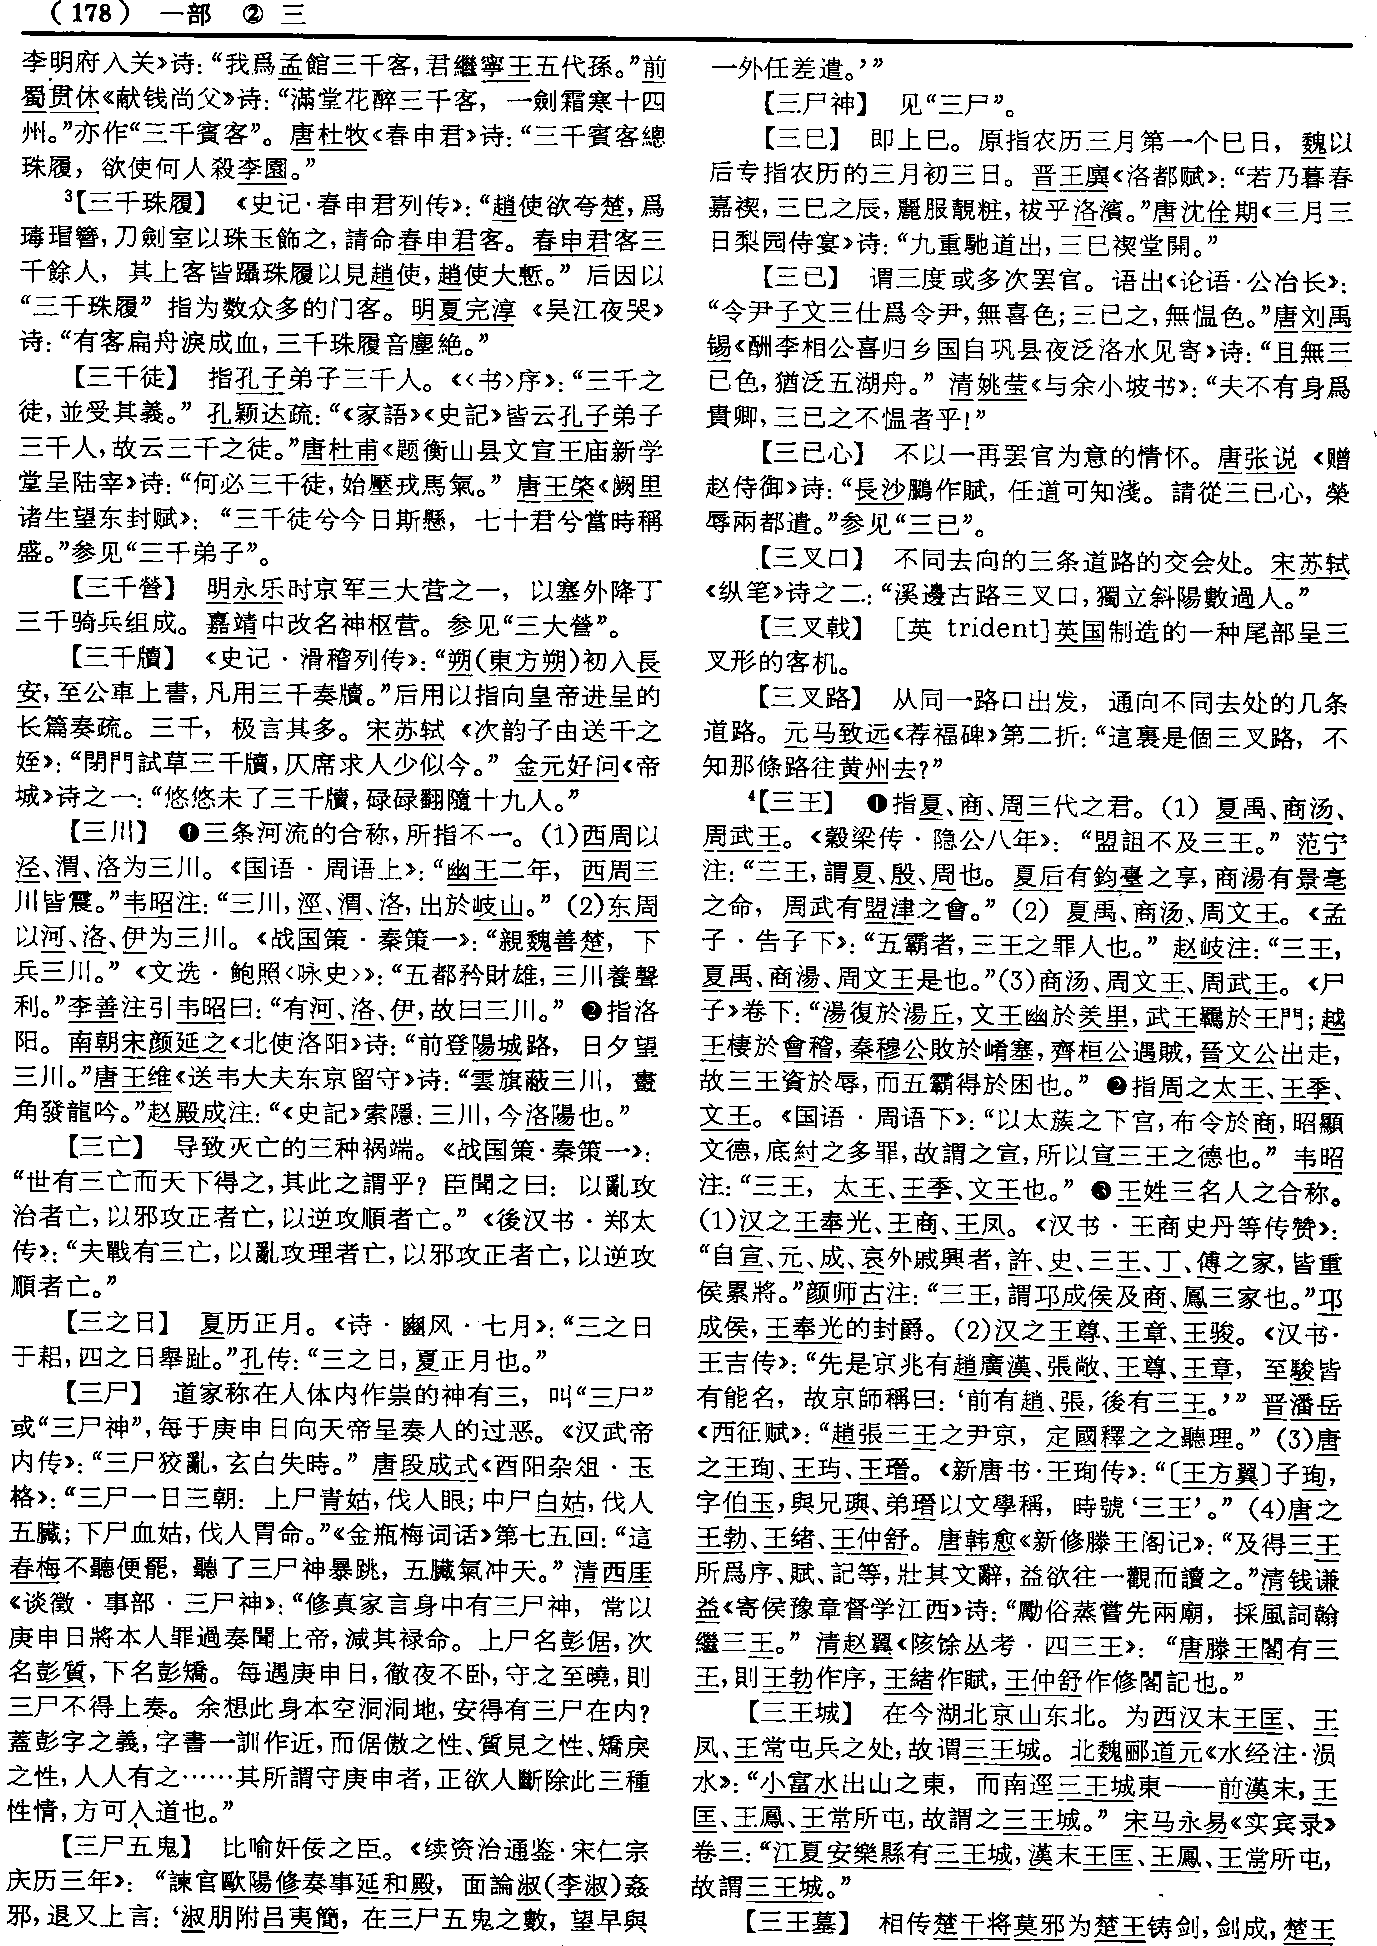 (178) 一部 ② 三
李明府入关》诗：“我爲孟館三千客，君繼寧王五代孫。”前
蜀贯休《献钱尚父》诗：“滿堂花醉三千客，一劍霜寒十四
州。”亦作“三千賓客”。唐杜牧《春申君》诗：“三千賓客總
珠履，欲使何人殺李園。”
³【三千珠履】 《史记·春申君列传》：“趙使欲夸楚，爲
瑇瑁簪，刀劍室以珠玉飾之，請命春申君客。春申君客三
千餘人，其上客皆躡珠履以見趙使，趙使大慙。”后因以
“三千珠履”指为数众多的门客。明夏完淳《吴江夜哭》
诗：“有客扁舟淚成血，三千珠履音塵絶。”
【三千徒】 指孔子弟子三千人。《〈书〉序》：“三千之
徒，並受其義。”孔颖达疏：“《家語》《史記》皆云孔子弟子
三千人，故云三千之徒。”唐杜甫《题衡山县文宣王庙新学
堂呈陆宰》诗：“何必三千徒，始壓戎馬氣。”唐王棨《阙里
诸生望东封赋》：“三千徒兮今日斯懸，七十君兮當時稱
盛。”参见“三千弟子”。
【三千營】 明永乐时京军三大营之一，以塞外降丁
三千骑兵组成。嘉靖中改名神枢营。参见“三大營”。
【三千牘】 《史记·滑稽列传》：“朔(東方朔)初入長
安，至公車上書，凡用三千奏牘。”后用以指向皇帝进呈的
长篇奏疏。三千，极言其多。宋苏轼《次韵子由送千之
姪》：“閉門試草三千牘，仄席求人少似今。”金元好问《帝
城》诗之一：“悠悠未了三千牘，碌碌翻隨十九人。”
【三川】 ❶三条河流的合称，所指不一。(1)西周以
泾、渭、洛为三川。《国语·周语上》：“幽王二年，西周三
川皆震。”韦昭注：“三川，涇、渭、洛，出於岐山。”(2)东周
以河、洛、伊为三川。《战国策·秦策一》：“親魏善楚，下
兵三川。”《文选·鲍照〈咏史〉》：“五都矜財雄，三川養聲
利。”李善注引韦昭曰：“有河、洛、伊，故曰三川。”❷指洛
阳。南朝宋颜延之《北使洛阳》诗：“前登陽城路，日夕望
三川。”唐王维《送韦大夫东京留守》诗：“雲旗蔽三川，畫
角發龍吟。”赵殿成注：“《史記》索隱：三川，今洛陽也。”
【三亡】 导致灭亡的三种祸端。《战国策·秦策一》：
“世有三亡而天下得之，其此之謂乎？臣聞之曰：以亂攻
治者亡，以邪攻正者亡，以逆攻順者亡。”《後汉书·郑太
传》：“夫戰有三亡，以亂攻理者亡，以邪攻正者亡，以逆攻
順者亡。”
【三之日】 夏历正月。《诗·豳风·七月》：“三之日
于耜，四之日舉趾。”孔传：“三之日，夏正月也。”
【三尸】 道家称在人体内作祟的神有三，叫“三尸”
或“三尸神”，每于庚申日向天帝呈奏人的过恶。《汉武帝
内传》：“三尸狡亂，玄白失時。”唐段成式《酉阳杂俎·玉
格》：“三尸一日三朝：上尸青姑，伐人眼；中尸白姑，伐人
五臟；下尸血姑，伐人胃命。”《金瓶梅词话》第七五回：“這
春梅不聽便罷，聽了三尸神暴跳，五臟氣冲天。”清西厓
《谈徵·事部·三尸神》：“修真家言身中有三尸神，常以
庚申日將本人罪過奏聞上帝，減其禄命。上尸名彭倨，次
名彭質，下名彭矯。每遇庚申日，徹夜不卧，守之至曉，則
三尸不得上奏。余想此身本空洞洞地，安得有三尸在内？
蓋彭字之義，字書一訓作近，而倨傲之性、質見之性、矯戾
之性，人人有之……其所謂守庚申者，正欲人斷除此三種
性情，方可入道也。”
【三尸五鬼】 比喻奸佞之臣。《续资治通鉴·宋仁宗
庆历三年》：“諫官歐陽修奏事延和殿，面論淑(李淑)姦
邪，退又上言：‘淑朋附吕夷簡，在三尸五鬼之數，望早與
一外任差遣。’”
【三尸神】 见“三尸”。
【三巳】 即上巳。原指农历三月第一个巳日，魏以
后专指农历的三月初三日。晋王廙《洛都赋》：“若乃暮春
嘉禊，三巳之辰，麗服靚粧，祓乎洛濱。”唐沈佺期《三月三
日梨园侍宴》诗：“九重馳道出，三巳禊堂開。”
【三已】 谓三度或多次罢官。语出《论语·公冶长》：
“令尹子文三仕爲令尹，無喜色；三已之，無愠色。”唐刘禹
锡《酬李相公喜归乡国自巩县夜泛洛水见寄》诗：“且無三
已色，猶泛五湖舟。”清姚莹《与余小坡书》：“夫不有身爲
貴卿，三已之不愠者乎！”
【三已心】 不以一再罢官为意的情怀。唐张说《赠
赵侍御》诗：“長沙鵩作賦，任道可知淺。請從三已心，榮
辱兩都遣。”参见“三已”。
【三叉口】 不同去向的三条道路的交会处。宋苏轼
《纵笔》诗之二：“溪邊古路三叉口，獨立斜陽數過人。”
【三叉戟】 [英 trident]英国制造的一种尾部呈三
叉形的客机。
【三叉路】 从同一路口出发，通向不同去处的几条
道路。元马致远《荐福碑》第二折：“這裏是個三叉路，不
知那條路往黄州去？”
⁴【三王】 ❶指夏、商、周三代之君。(1)夏禹、商汤、
周武王。《穀梁传·隐公八年》：“盟詛不及三王。”范宁
注：“三王，謂夏、殷、周也。夏后有鈞臺之享，商湯有景亳
之命，周武有盟津之會。”(2)夏禹、商汤、周文王。《孟
子·告子下》：“五霸者，三王之罪人也。”赵岐注：“三王，
夏禹、商湯、周文王是也。”(3)商汤、周文王、周武王。《尸
子》卷下：“湯復於湯丘，文王幽於羑里，武王羈於王門；越
王棲於會稽，秦穆公敗於崤塞，齊桓公遇賊，晉文公出走，
故三王資於辱，而五霸得於困也。”❷指周之太王、王季、
文王。《国语·周语下》：“以太蔟之下宫，布令於商，昭顯
文德，底紂之多罪，故謂之宣，所以宣三王之德也。”韦昭
注：“三王，太王、王季、文王也。”❸王姓三名人之合称。
(1)汉之王奉光、王商、王凤。《汉书·王商史丹等传赞》：
“自宣、元、成、哀外戚興者，許、史、三王、丁、傅之家，皆重
侯累將。”颜师古注：“三王，謂邛成侯及商、鳳三家也。”邛
成侯，王奉光的封爵。(2)汉之王尊、王章、王骏。《汉书·
王吉传》：“先是京兆有趙廣漢、張敞、王尊、王章，至駿皆
有能名，故京師稱曰：‘前有趙、張，後有三王。’”晋潘岳
《西征赋》：“趙張三王之尹京，定國釋之之聽理。”(3)唐
之王珣、王玙、王瑨。《新唐书·王珣传》：“〔王方翼〕子珣，
字伯玉，與兄璵、弟瑨以文學稱，時號‘三王’。”(4)唐之
王勃、王绪、王仲舒。唐韩愈《新修滕王阁记》：“及得三王
所爲序、賦、記等，壯其文辭，益欲往一觀而讀之。”清钱谦
益《寄侯豫章督学江西》诗：“勵俗蒸嘗先兩廟，採風詞翰
繼三王。”清赵翼《陔馀丛考·四三王》：“唐滕王閣有三
王，則王勃作序，王緒作賦，王仲舒作修閣記也。”
【三王城】 在今湖北京山东北。为西汉末王匡、王
凤、王常屯兵之处，故谓三王城。北魏郦道元《水经注·涢
水》：“小富水出山之東，而南逕三王城東——前漢末，王
匡、王鳳、王常所屯，故謂之三王城。”宋马永易《实宾录》
卷三：“江夏安樂縣有三王城，漢末王匡、王鳳、王常所屯，
故謂三王城。”
【三王墓】 相传楚干将莫邪为楚王铸剑，剑成，楚王